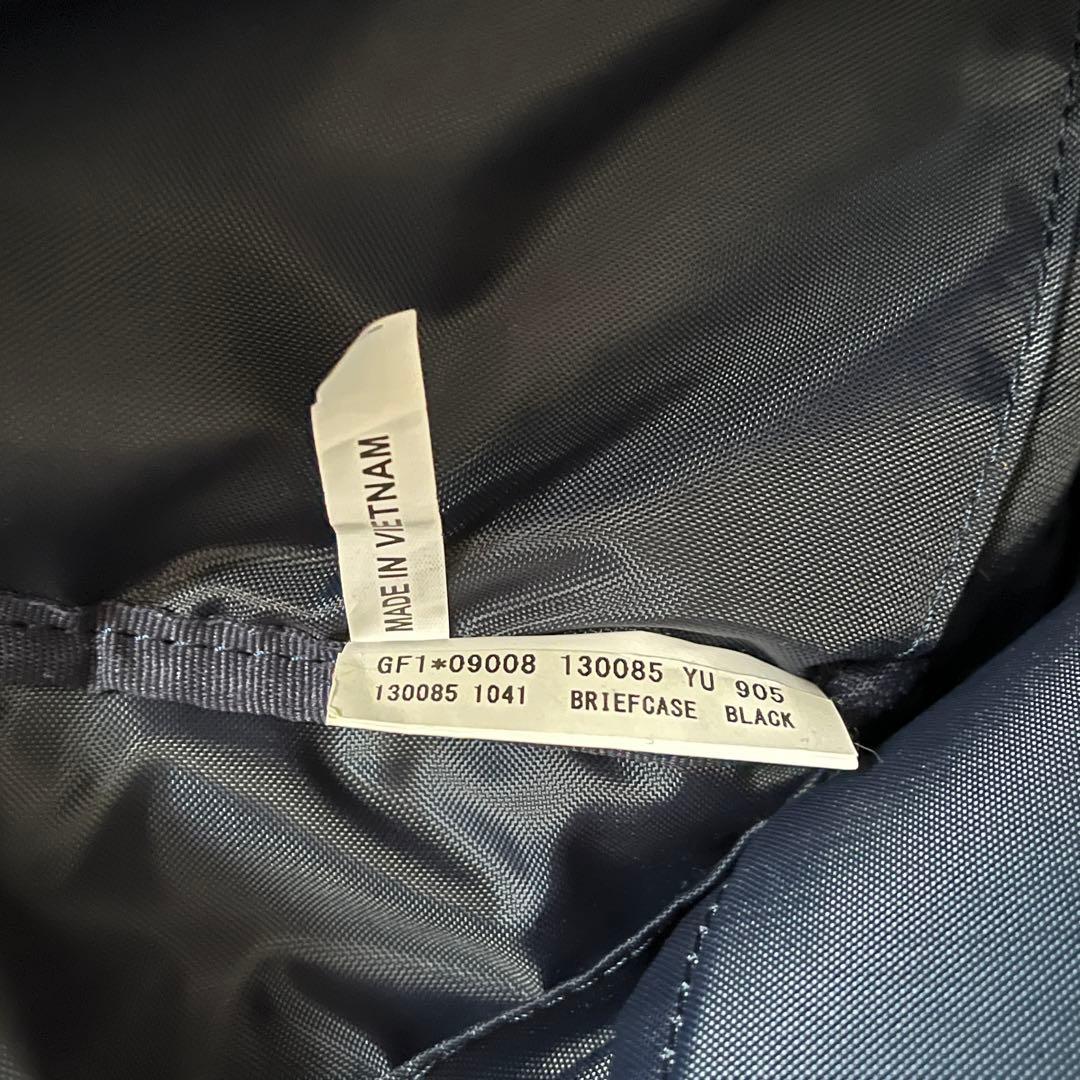 MADE IN VIETNAM
GF1*09008 130085 YU 905
130085 1041 BRIEFCASE BLACK